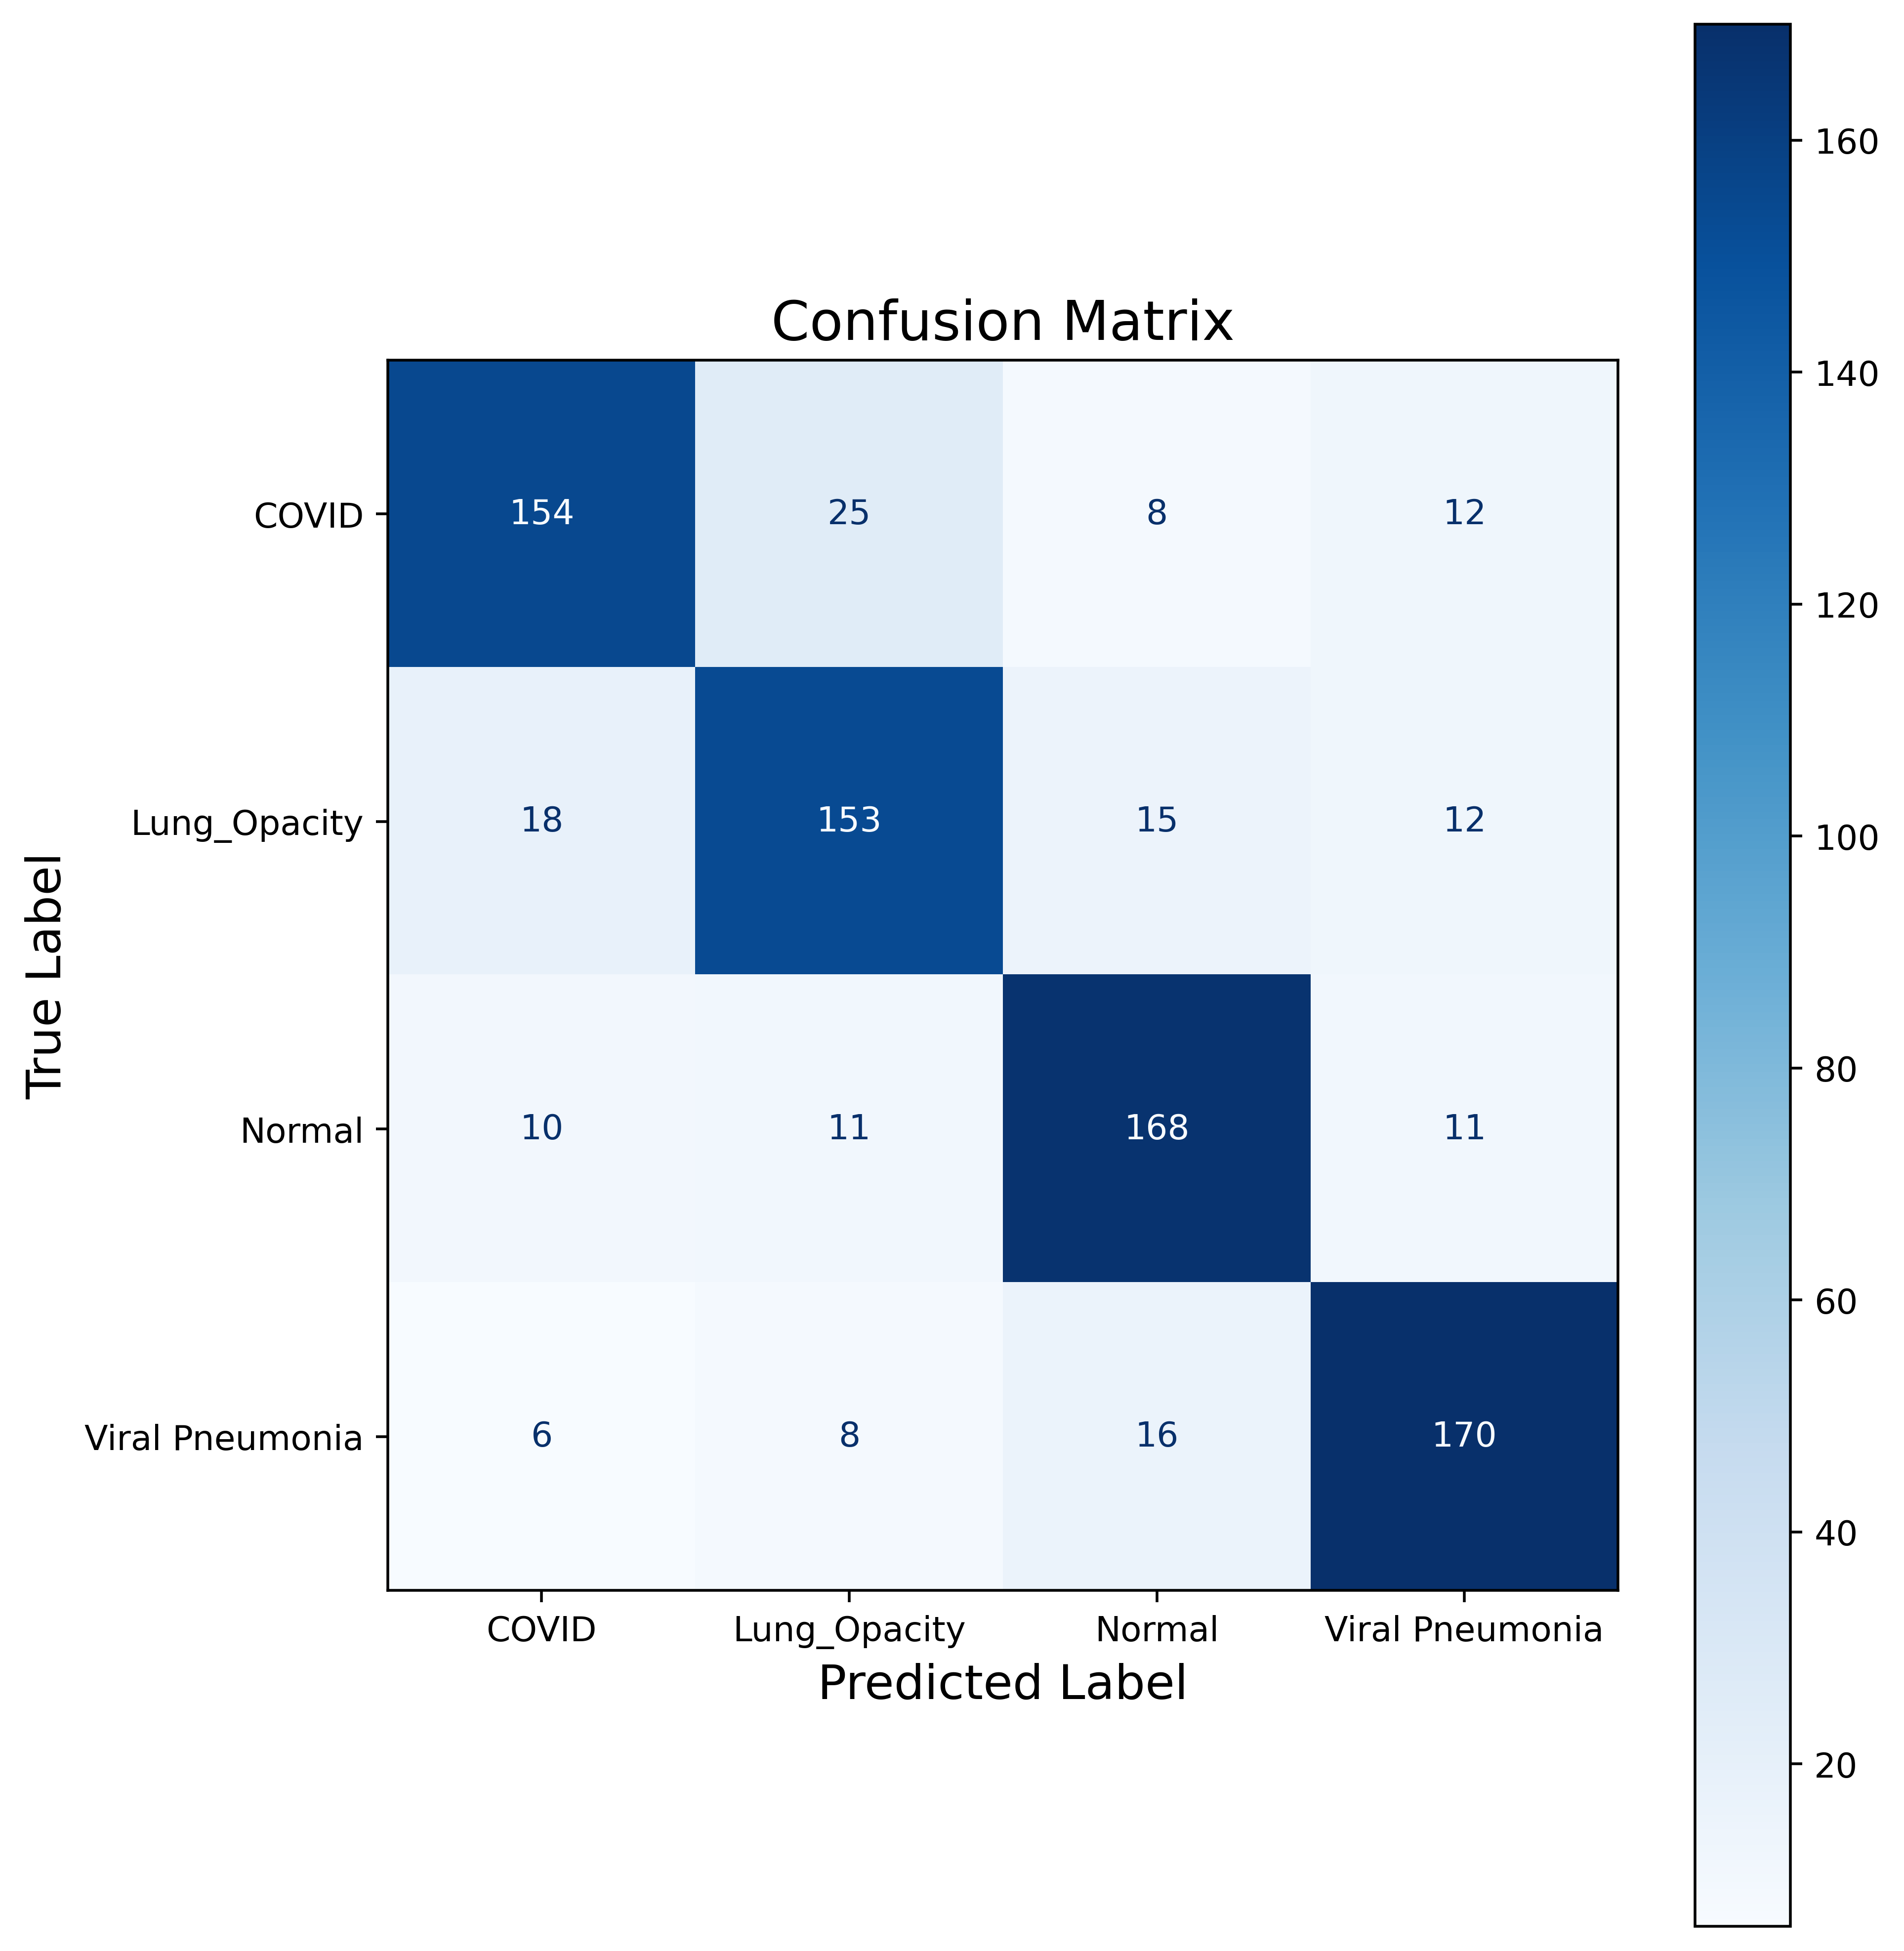 Confusion Matrix
COVID 154 25 8 12
Lung_Opacity 18 153 15 12
Normal 10 11 168 11
Viral Pneumonia 6 8 16 170
COVID Lung_Opacity Normal Viral Pneumonia
Predicted Label
True Label
160
140
120
100
80
60
40
20